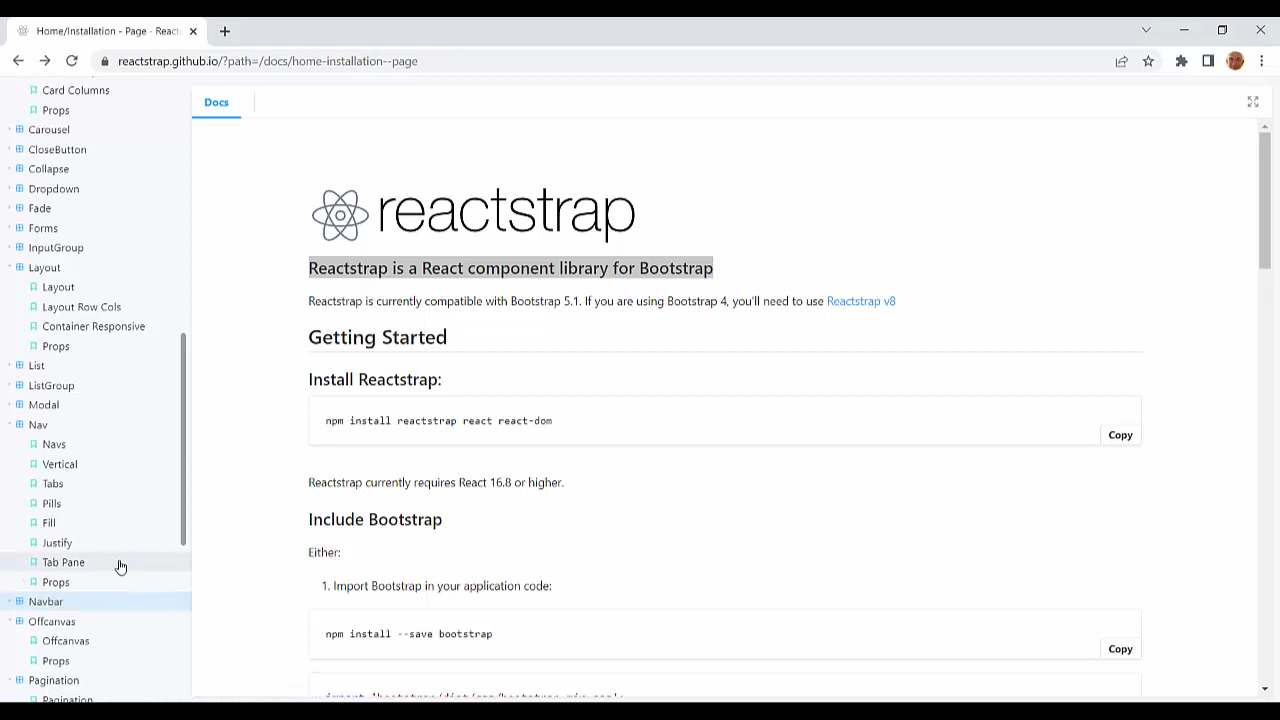 Home/Installation - Page · React
reactstrap.github.io/?path=/docs/home-installation--page
Card Columns
Props
Carousel
CloseButton
Collapse
Dropdown
Fade
Forms
InputGroup
Layout
Layout
Layout Row Cols
Container Responsive
Props
List
ListGroup
Modal
Nav
Navs
Vertical
Tabs
Pills
Fill
Justify
Tab Pane
Props
Navbar
Offcanvas
Offcanvas
Props
Pagination
Pagination
Docs
reactstrap
Reactstrap is a React component library for Bootstrap
Reactstrap is currently compatible with Bootstrap 5.1. If you are using Bootstrap 4, you'll need to use Reactstrap v8
Getting Started
Install Reactstrap:
npm install reactstrap react react-dom
Copy
Reactstrap currently requires React 16.8 or higher.
Include Bootstrap
Either:
1. Import Bootstrap in your application code:
npm install --save bootstrap
Copy